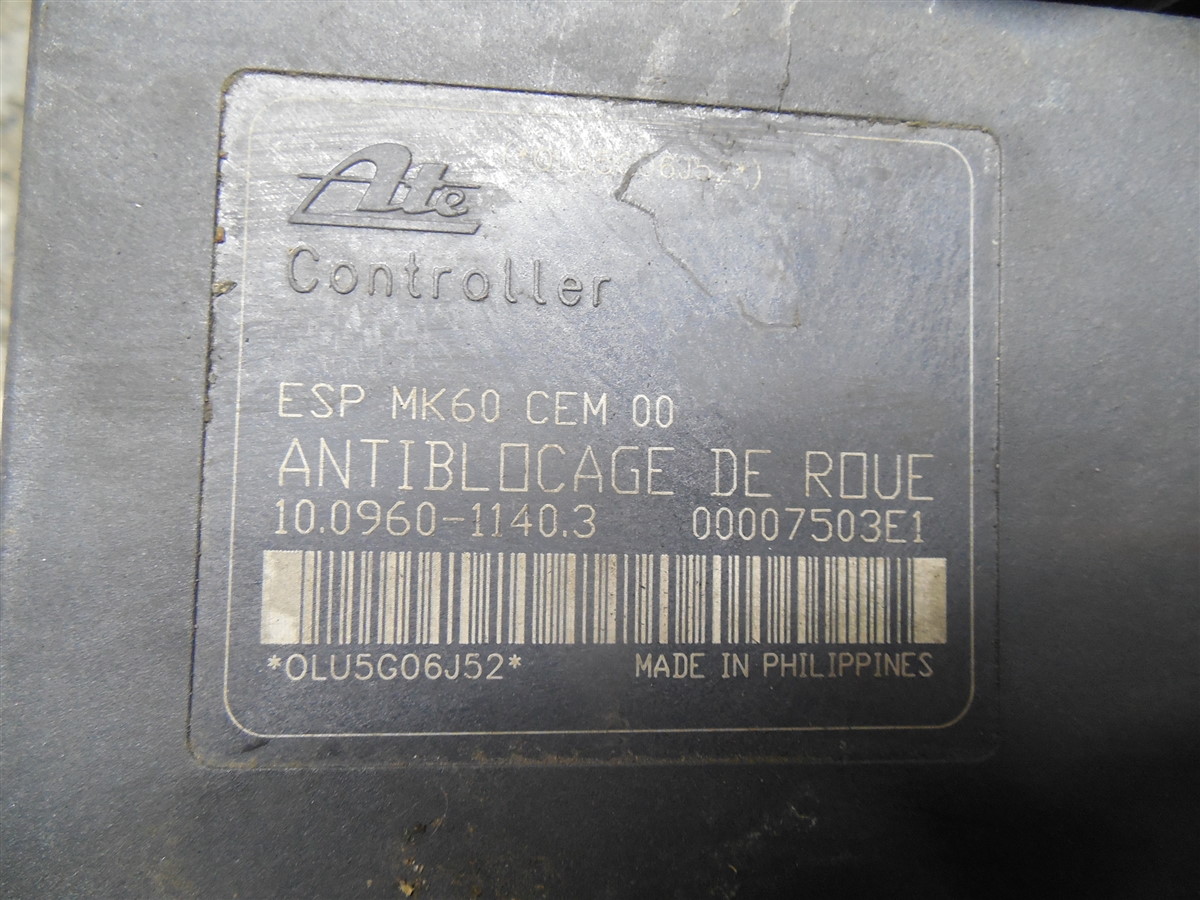 Ate
Controller
ESP MK60 CEM 00
ANTIBLOCAGE DE ROUE
10.0960-1140.3 00007503E1
*OLU5G06J52* MADE IN PHILIPPINES